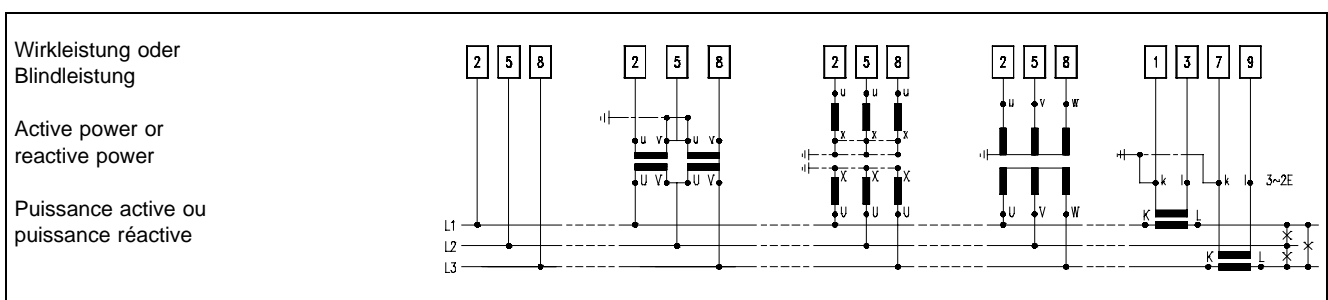 Wirkleistung oder
Blindleistung
Active power or
reactive power
Puissance active ou
puissance réactive
2 5 8 2 5 8 2 5 8 2 5 8 1 3 7 9
u u u u v w
u V u V x x x k l k l 3~2E
U V U V X X X
U U U U V W K L
L1
L2
L3 K L